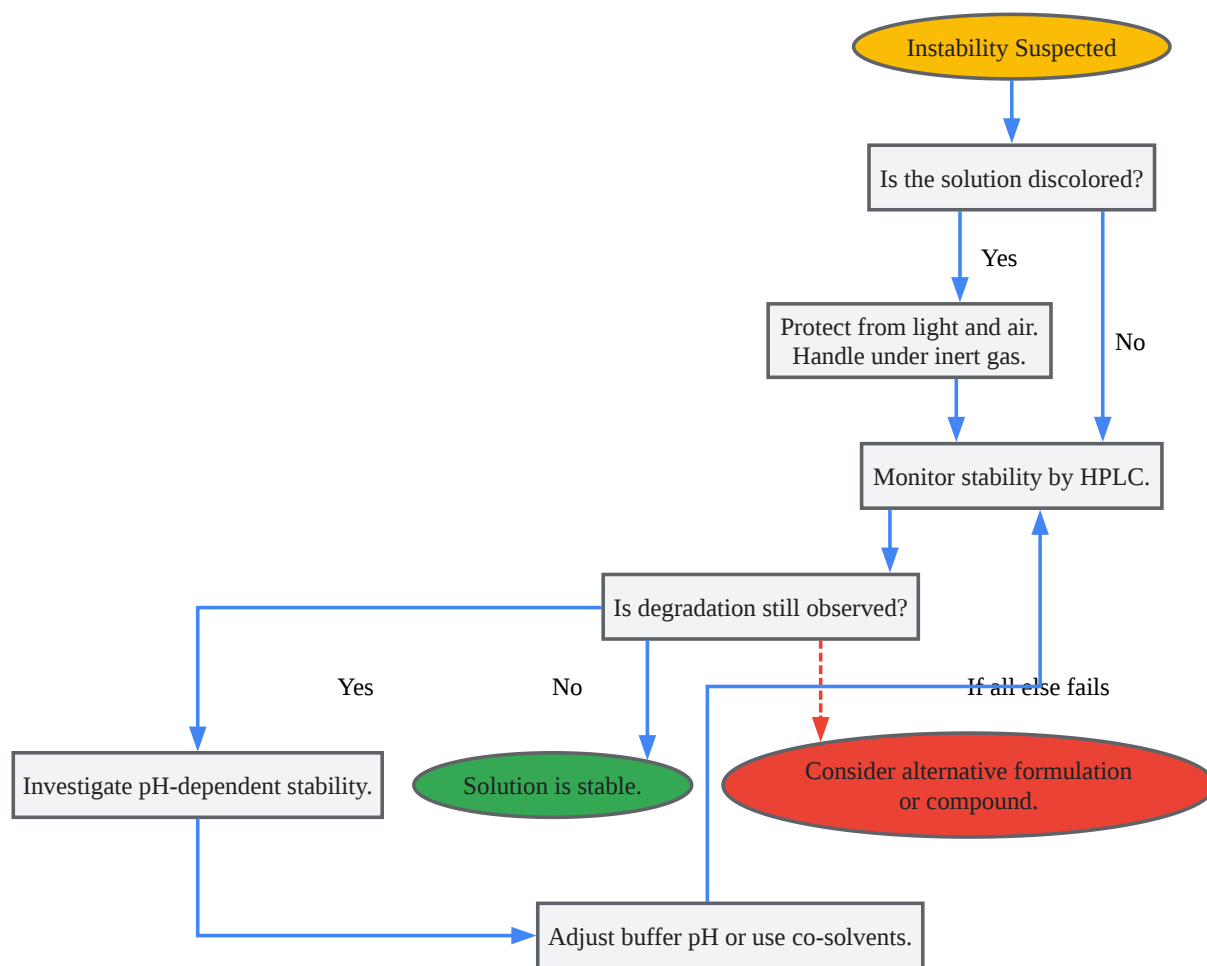 Instability Suspected
Is the solution discolored?
Yes
Protect from light and air.
Handle under inert gas.
No
Monitor stability by HPLC.
Is degradation still observed?
Yes
No
If all else fails
Investigate pH-dependent stability.
Solution is stable.
Consider alternative formulation
or compound.
Adjust buffer pH or use co-solvents.